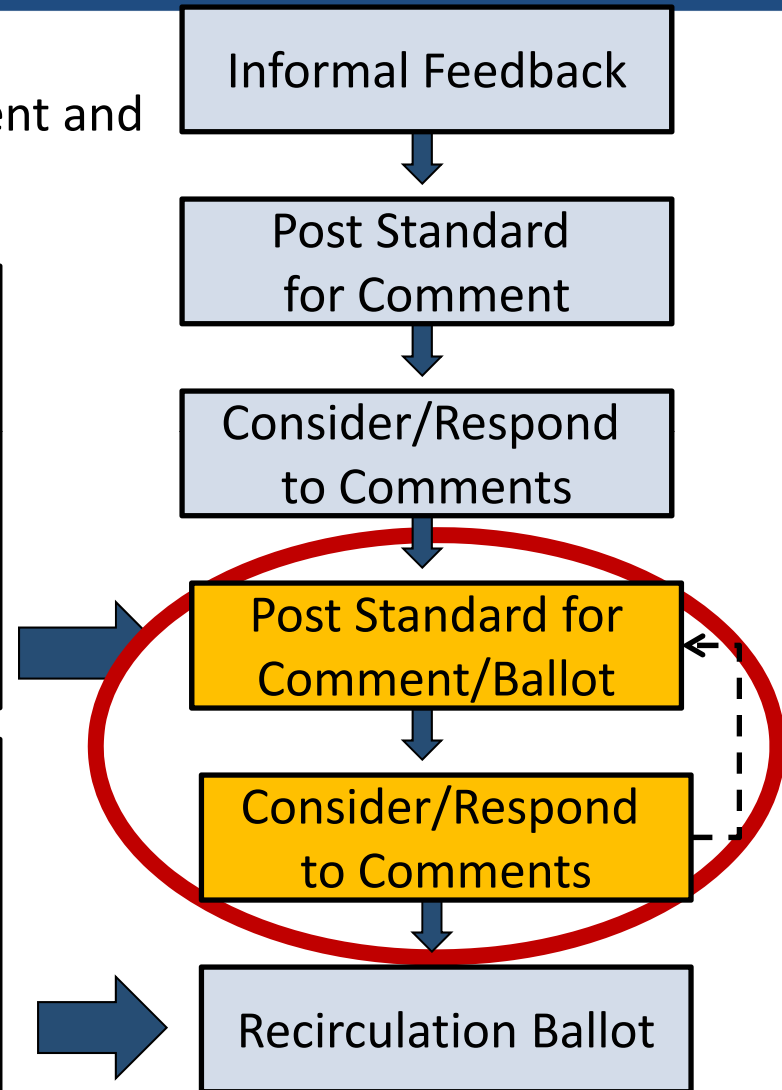 Informal Feedback
and
Post Standard
for Comment
Consider/Respond
to Comments
Post Standard for
Comment/Ballot
Consider/Respond
to Comments
Recirculation Ballot